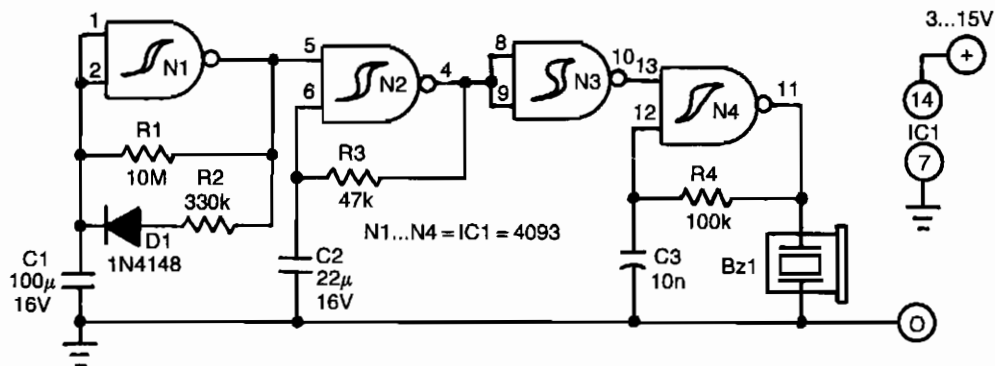 1
2
N1
R1
10M
R2
330k
D1
1N4148
C1
100μ
16V
5
6
N2
4
R3
47k
C2
22μ
16V
N1...N4 = IC1 = 4093
8
9
N3
10
13
12
N4
11
R4
100k
C3
10n
Bz1
3...15V
+
14
IC1
7
O